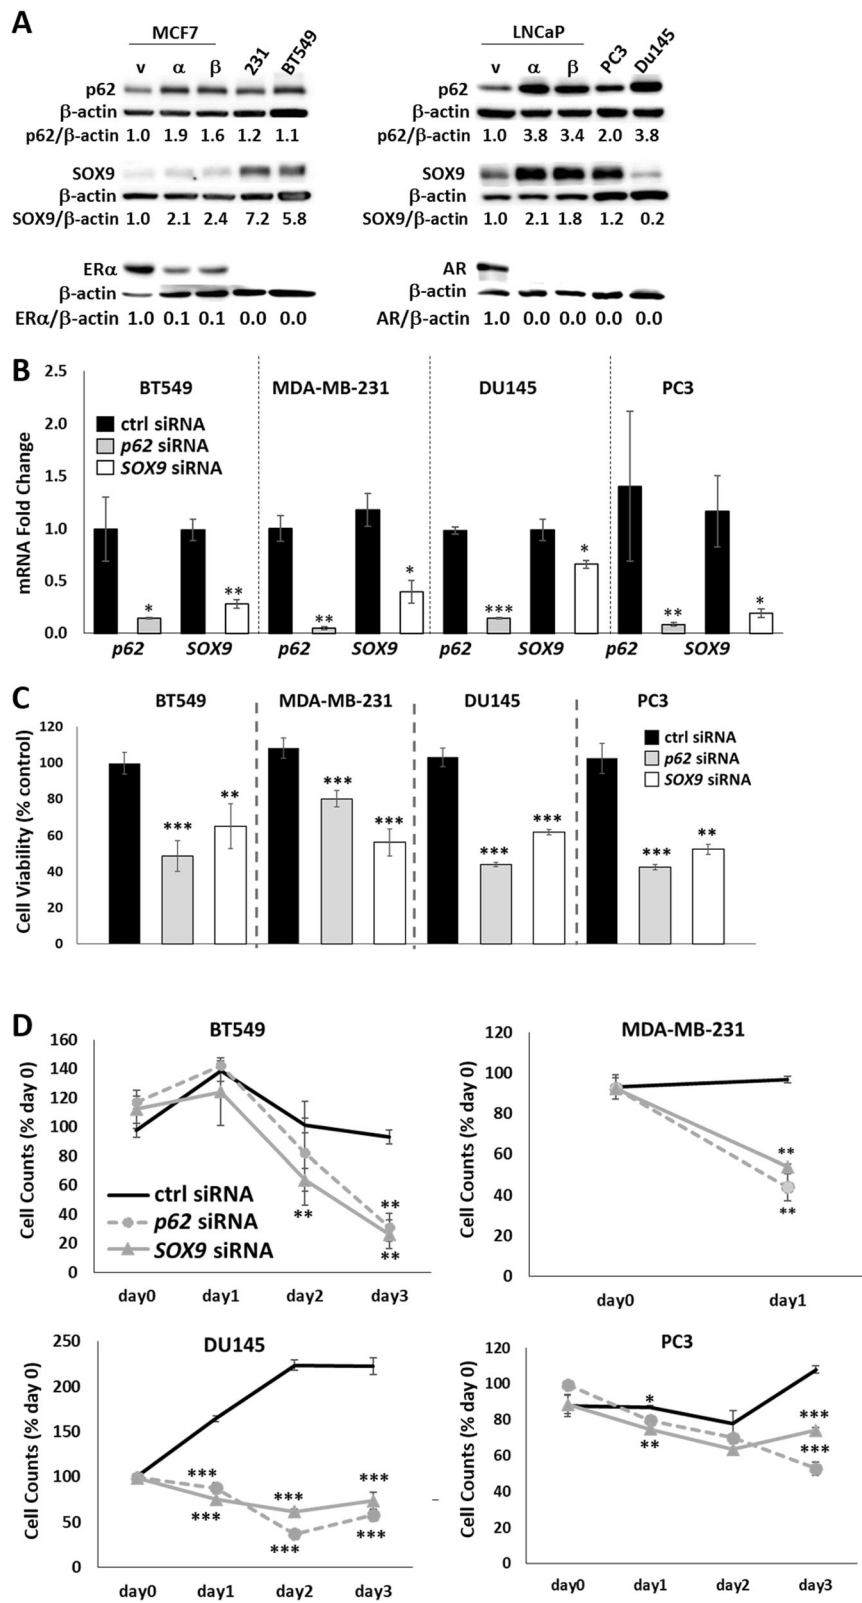 A
MCF7
v α β 231 BT549
p62
β-actin
p62/β-actin 1.0 1.9 1.6 1.2 1.1
SOX9
β-actin
SOX9/β-actin 1.0 2.1 2.4 7.2 5.8
ERα
β-actin
ERα/β-actin 1.0 0.1 0.1 0.0 0.0
LNCaP
v α β PC3 Du145
p62
β-actin
p62/β-actin 1.0 3.8 3.4 2.0 3.8
SOX9
β-actin
SOX9/β-actin 1.0 2.1 1.8 1.2 0.2
AR
β-actin
AR/β-actin 1.0 0.0 0.0 0.0 0.0
B
mRNA Fold Change
2.5
2.0
1.5
1.0
0.5
0.0
BT549 MDA-MB-231 DU145 PC3
ctrl siRNA
p62 siRNA
SOX9 siRNA
* ** ** * *** * ** *
p62 SOX9 p62 SOX9 p62 SOX9 p62 SOX9
C
Cell Viability (% control)
120
100
80
60
40
20
0
BT549 MDA-MB-231 DU145 PC3
ctrl siRNA
p62 siRNA
SOX9 siRNA
*** ** *** *** *** *** *** **
D
BT549
Cell Counts (% day 0)
160
140
120
100
80
60
40
20
0
ctrl siRNA
p62 siRNA
SOX9 siRNA
**
**
**
day0 day1 day2 day3
MDA-MB-231
Cell Counts (% day 0)
120
100
80
60
40
20
0
**
**
day0 day1
DU145
Cell Counts (% day 0)
250
200
150
100
50
0
*** *** ***
*** *** ***
day0 day1 day2 day3
PC3
Cell Counts (% day 0)
120
100
80
60
40
20
0
* ***
** ***
day0 day1 day2 day3